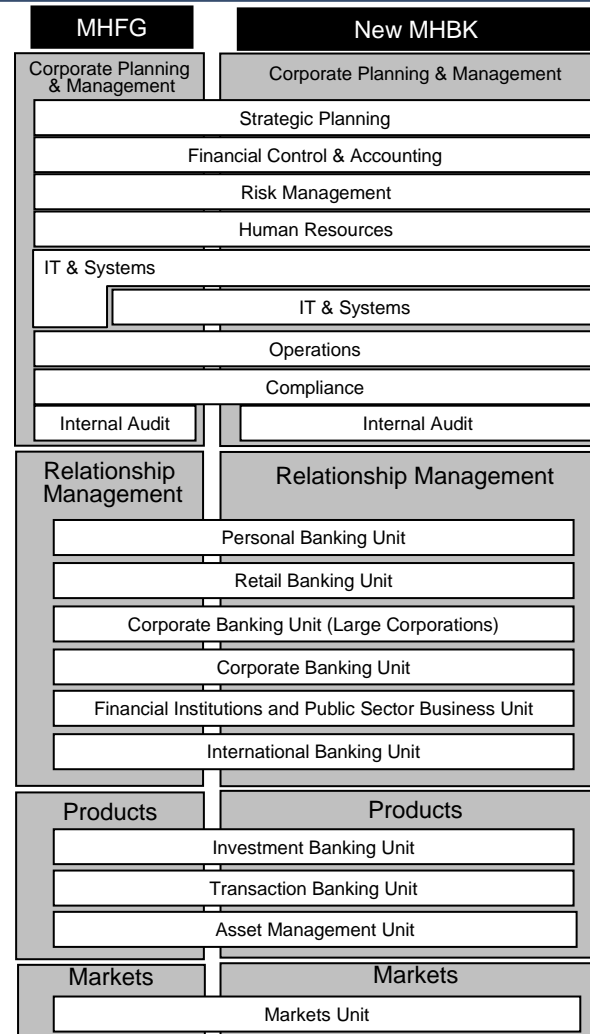 MHFG
New MHBK
Corporate Planning
& Management
Corporate Planning & Management
Strategic Planning
Financial Control & Accounting
Risk Management
Human Resources
IT & Systems
IT & Systems
Operations
Compliance
Internal Audit
Internal Audit
Relationship
Management
Relationship Management
Personal Banking Unit
Retail Banking Unit
Corporate Banking Unit (Large Corporations)
Corporate Banking Unit
Financial Institutions and Public Sector Business Unit
International Banking Unit
Products
Products
Investment Banking Unit
Transaction Banking Unit
Asset Management Unit
Markets
Markets
Markets Unit